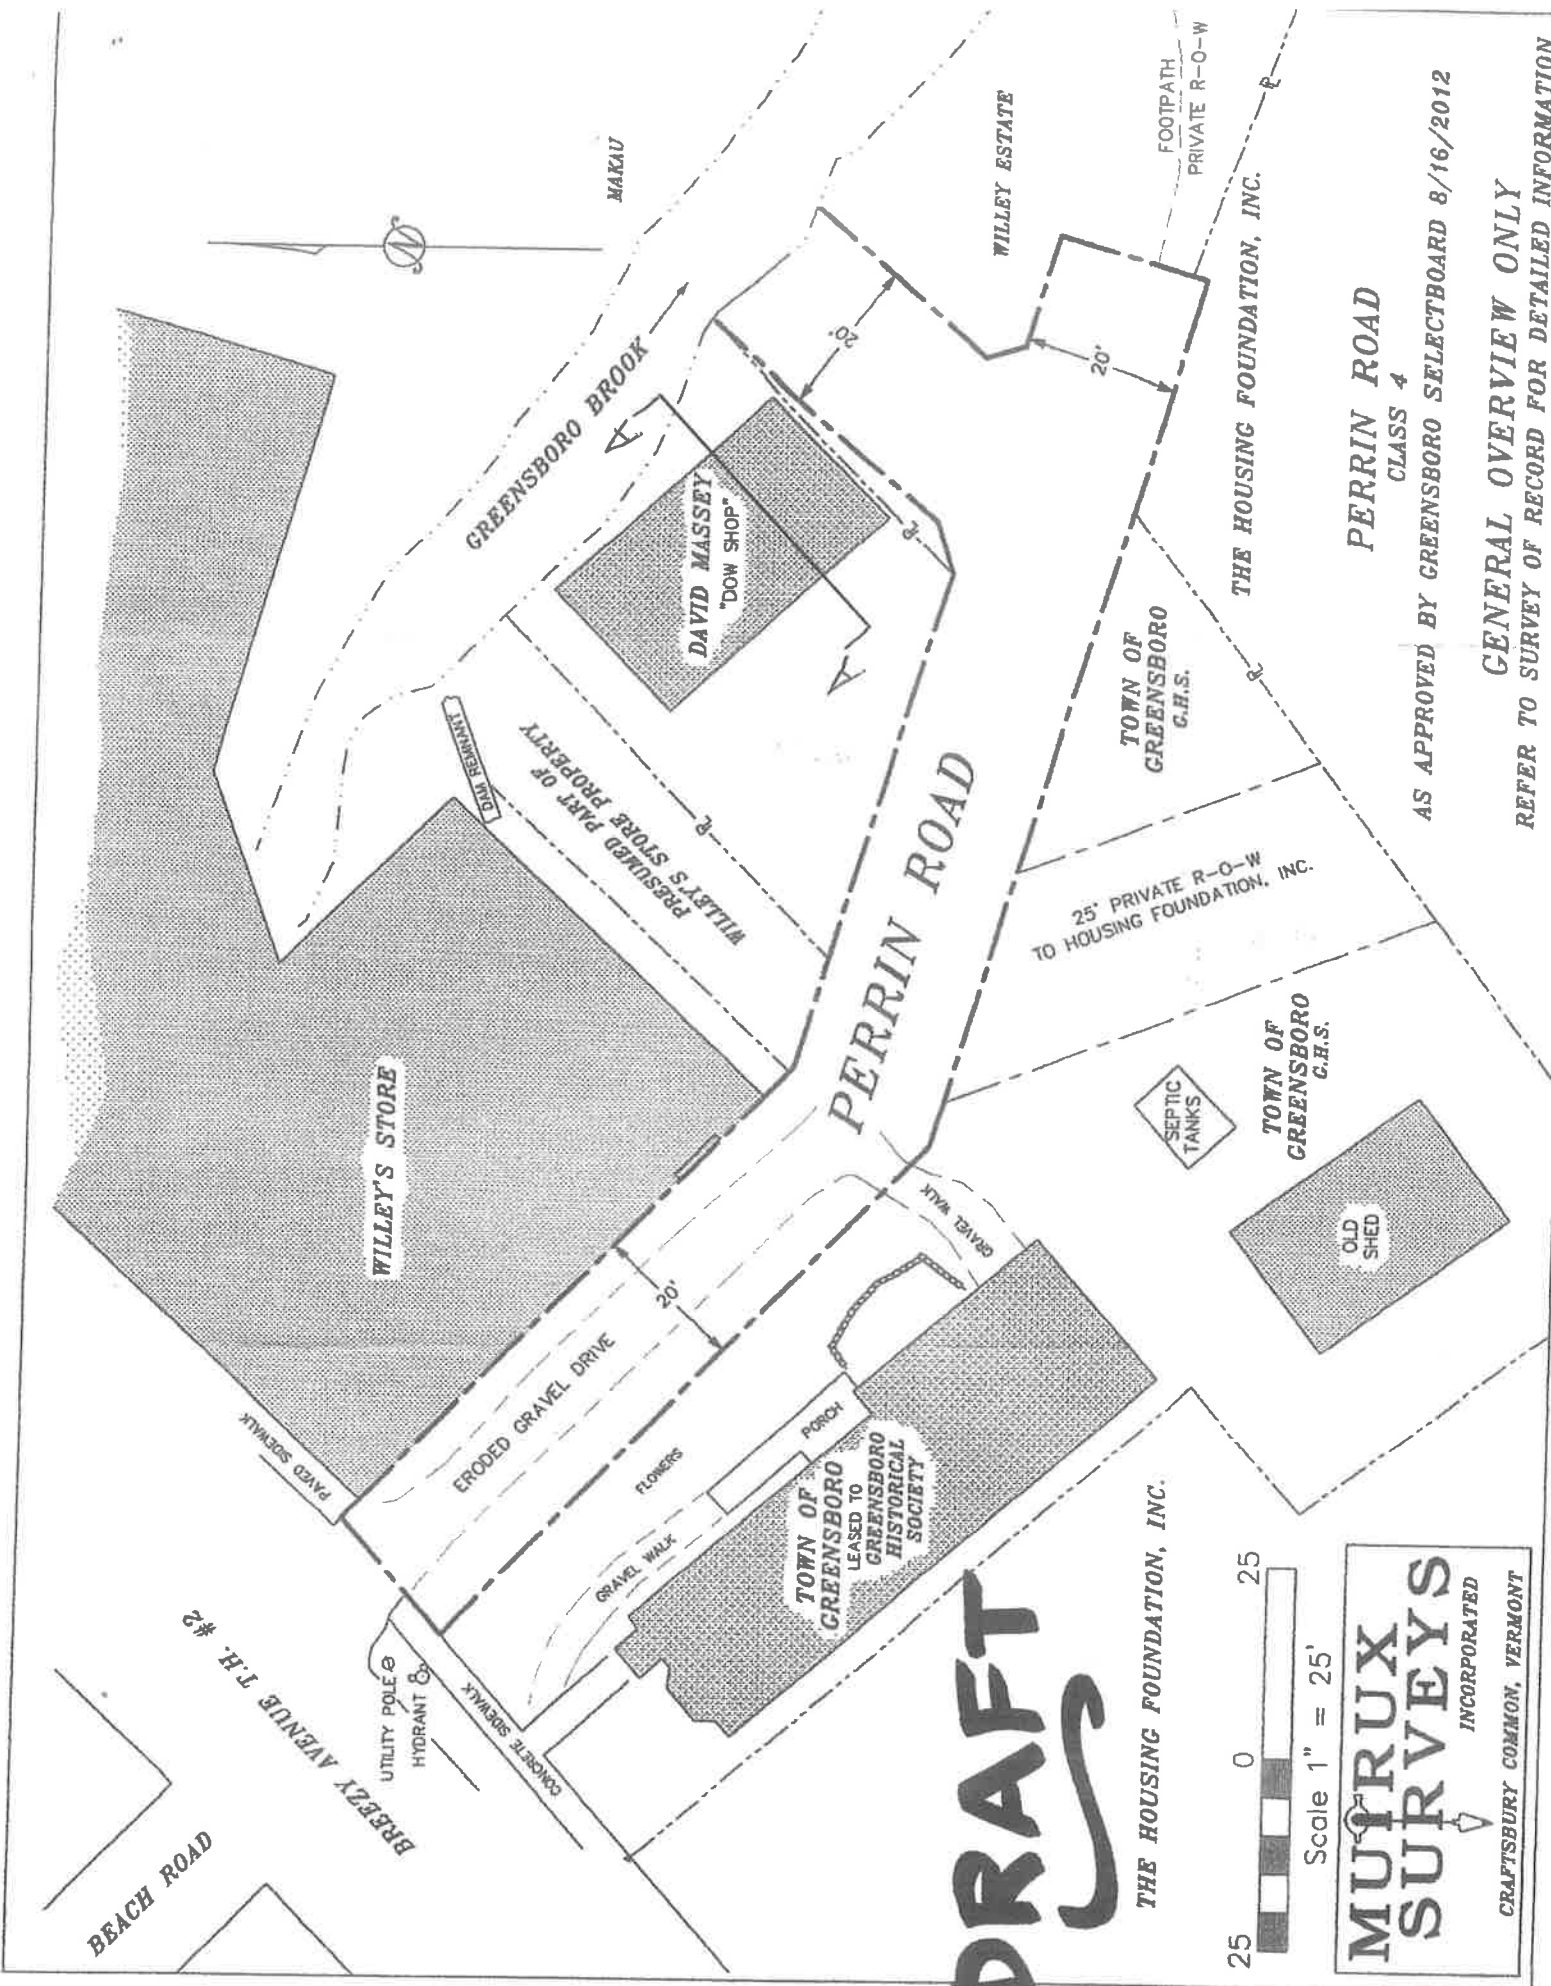 BEACH ROAD
BREEZY AVENUE T.H. #2
UTILITY POLE
HYDRANT
CONCRETE SIDEWALK
PAVED SIDEWALK
WILLEY'S STORE
ERODED GRAVEL DRIVE
20'
FLOWERS
GRAVEL WALK
PORCH
TOWN OF
GREENSBORO
LEASED TO
GREENSBORO
HISTORICAL
SOCIETY
GRAVEL WALK
PERRIN ROAD
DAM REMNANT
PRESUMED PART OF
WILLEY'S STORE PROPERTY
PL
GREENSBORO BROOK
DAVID MASSEY
"DOW SHOP"
A
A
PL
20'
N
MAKAU
WILLEY ESTATE
20'
FOOTPATH
PRIVATE R-O-W
PL
THE HOUSING FOUNDATION, INC.
TOWN OF
GREENSBORO
G.H.S.
PL
25' PRIVATE R-O-W
TO HOUSING FOUNDATION, INC.
SEPTIC
TANKS
TOWN OF
GREENSBORO
G.H.S.
OLD
SHED
DRAFT
THE HOUSING FOUNDATION, INC.
25 0 25
Scale 1" = 25'
MUIRUX
SURVEYS
INCORPORATED
CRAFTSBURY COMMON, VERMONT
PERRIN ROAD
CLASS 4
AS APPROVED BY GREENSBORO SELECTBOARD 8/16/2012
GENERAL OVERVIEW ONLY
REFER TO SURVEY OF RECORD FOR DETAILED INFORMATION